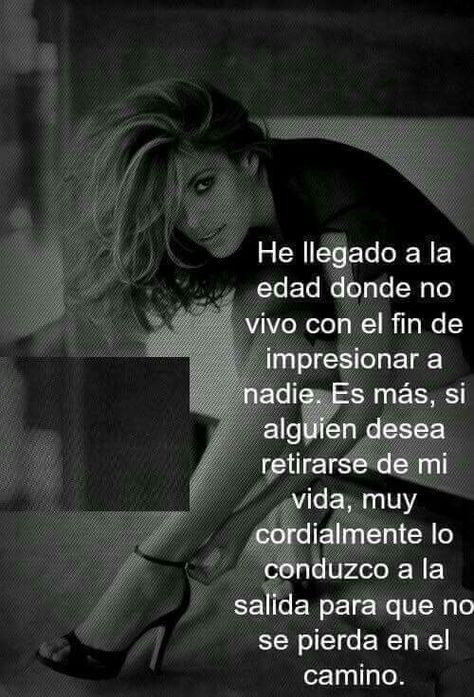 He llegado a la
edad donde no
vivo con el fin de
impresionar a
nadie. Es más, si
alguien desea
retirarse de mi
vida, muy
cordialmente lo
conduzco a la
salida para que no
se pierda en el
camino.